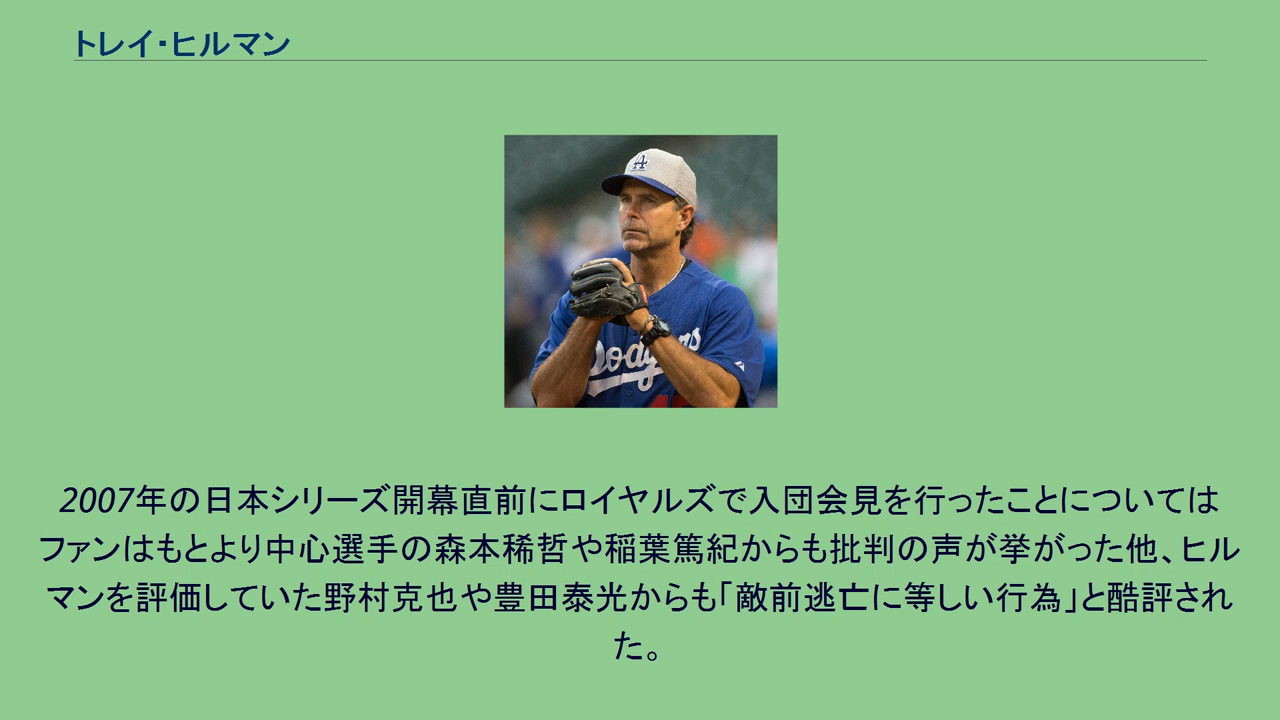 トレイ・ヒルマン
A
Dodgers
2007年の日本シリーズ開幕直前にロイヤルズで入団会見を行ったことについては
ファンはもとより中心選手の森本稀哲や稲葉篤紀からも批判の声が挙がった他、ヒル
マンを評価していた野村克也や豊田泰光からも「敵前逃亡に等しい行為」と酷評され
た。